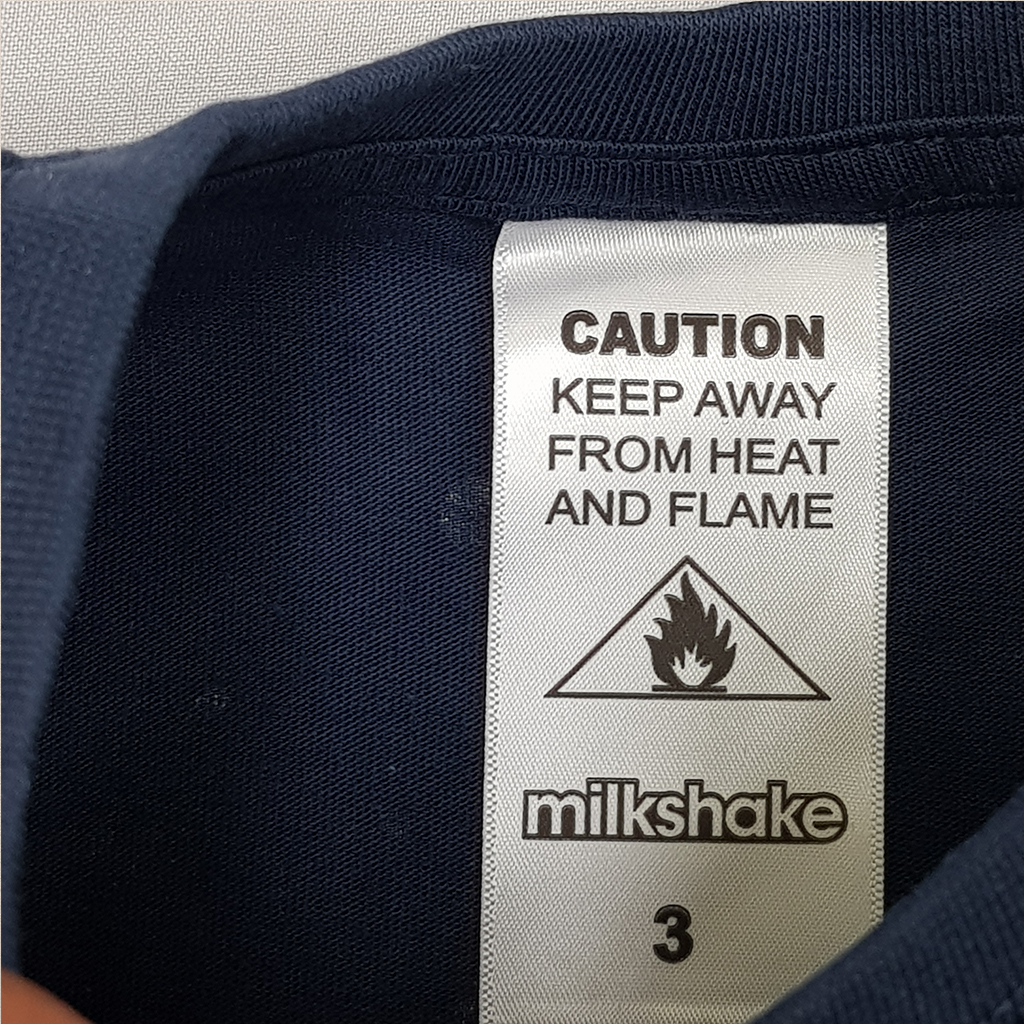 CAUTION
KEEP AWAY
FROM HEAT
AND FLAME
milkshake
3